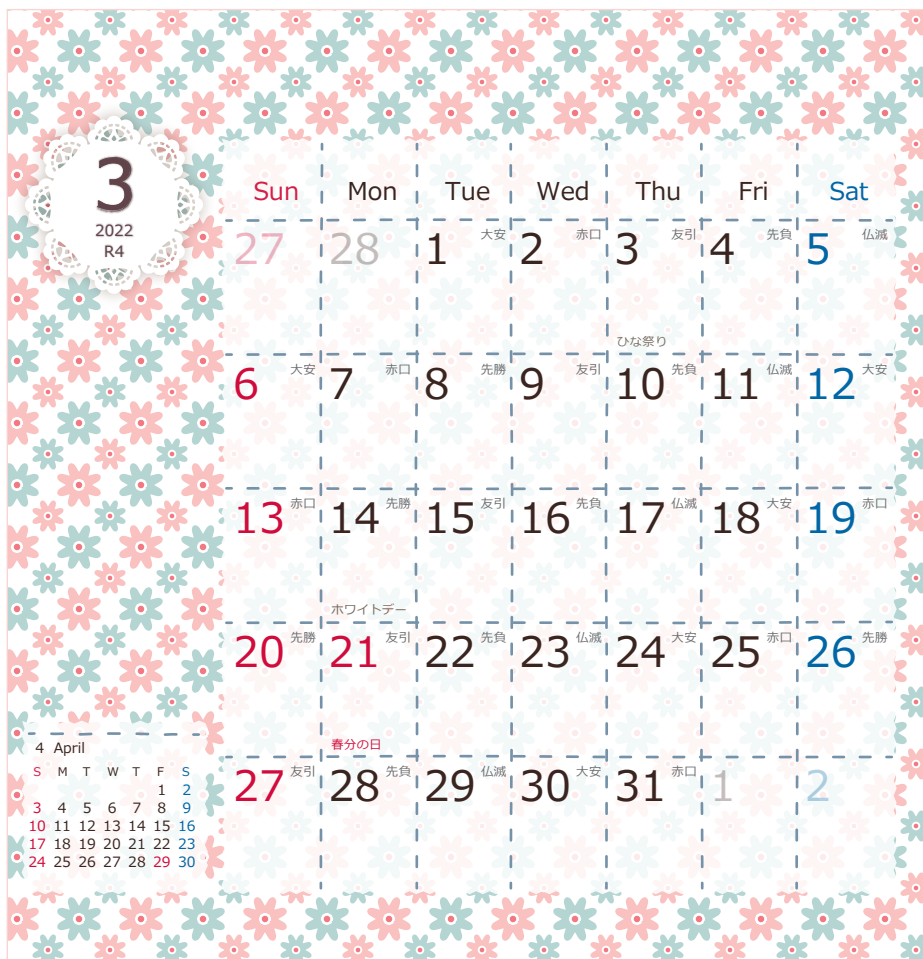 3
2022
R4
Sun Mon Tue Wed Thu Fri Sat
27 28 1 大安 2 赤口 3 友引 4 先負 5 仏滅
ひな祭り
6 大安 7 赤口 8 先勝 9 友引 10 先負 11 仏滅 12 大安
13 赤口 14 先勝 15 友引 16 先負 17 仏滅 18 大安 19 赤口
ホワイトデー
20 先勝 21 友引 22 先負 23 仏滅 24 大安 25 赤口 26 先勝
春分の日
27 友引 28 先負 29 仏滅 30 大安 31 赤口 1 2
4 April
S M T W T F S
1 2
3 4 5 6 7 8 9
10 11 12 13 14 15 16
17 18 19 20 21 22 23
24 25 26 27 28 29 30